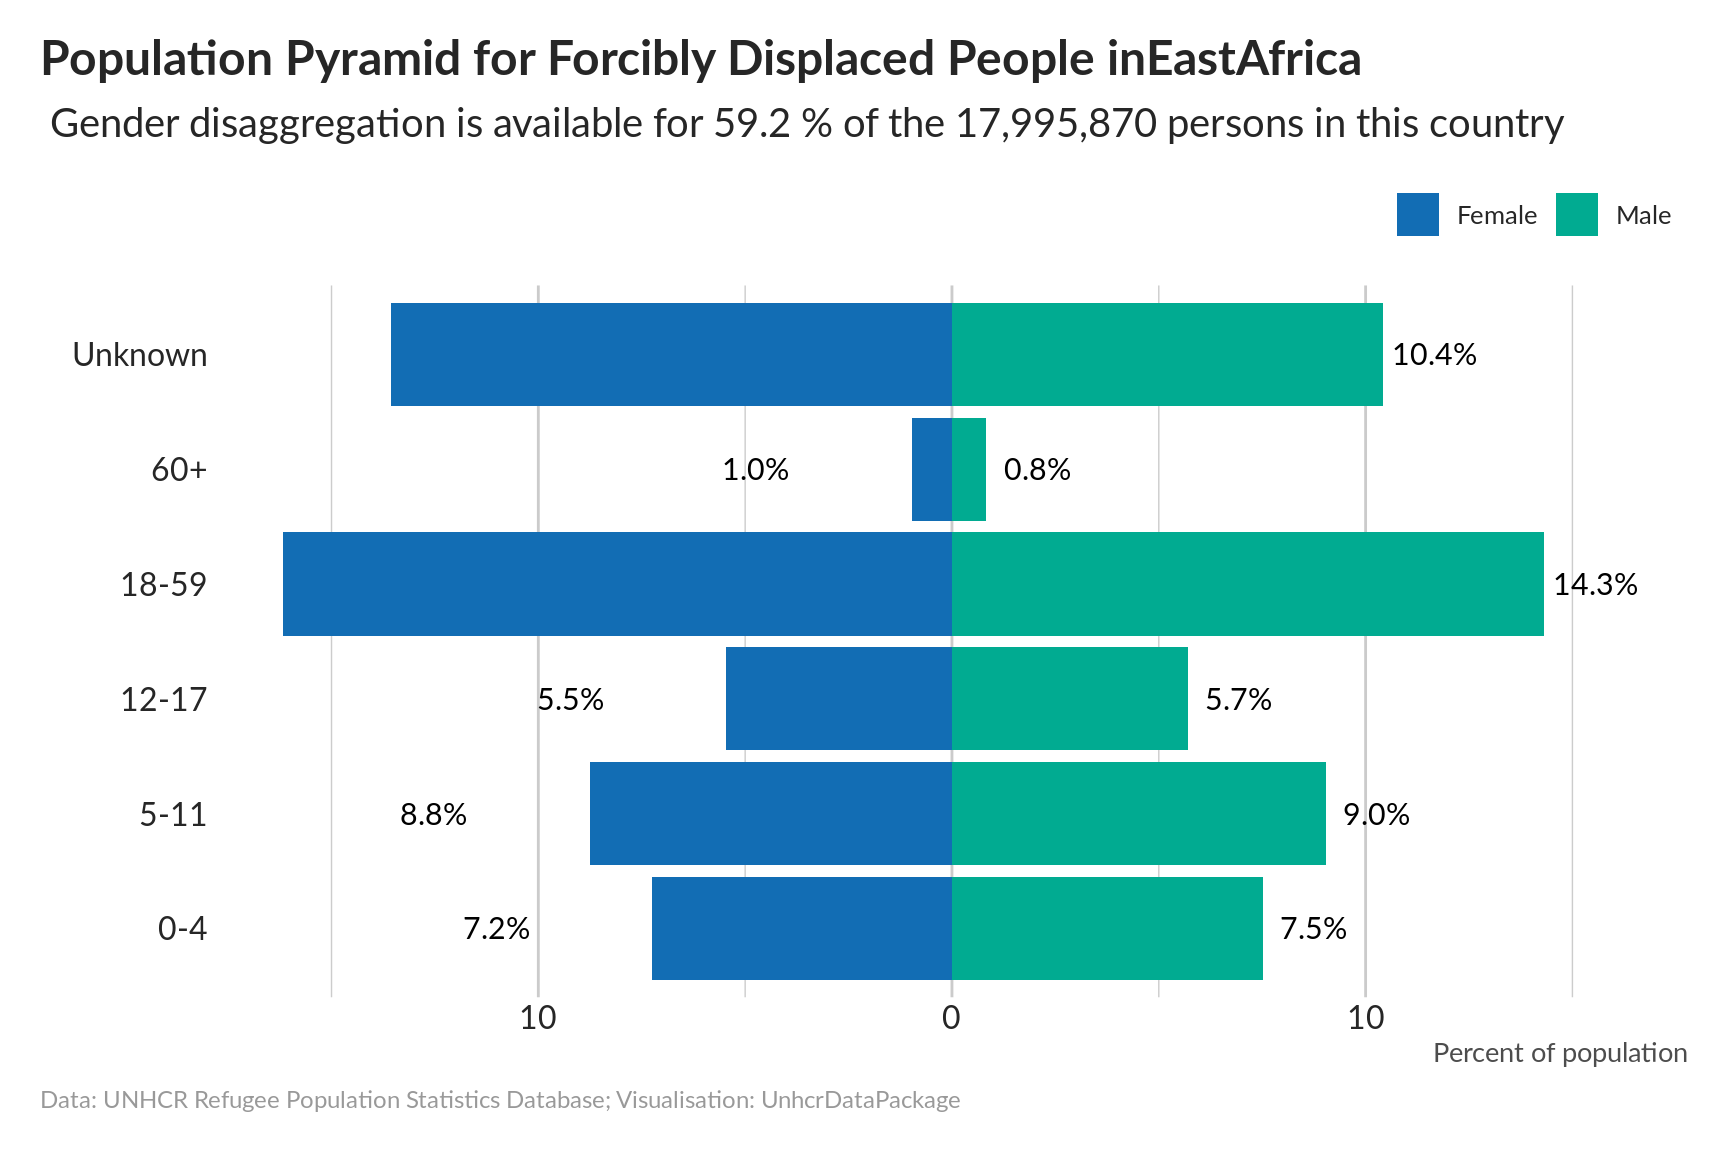 Population Pyramid for Forcibly Displaced People inEastAfrica
Gender disaggregation is available for 59.2 % of the 17,995,870 persons in this country
Female Male
Unknown 10.4%
60+ 1.0% 0.8%
18-59 14.3%
12-17 5.5% 5.7%
5-11 8.8% 9.0%
0-4 7.2% 7.5%
10 0 10
Percent of population
Data: UNHCR Refugee Population Statistics Database; Visualisation: UnhcrDataPackage